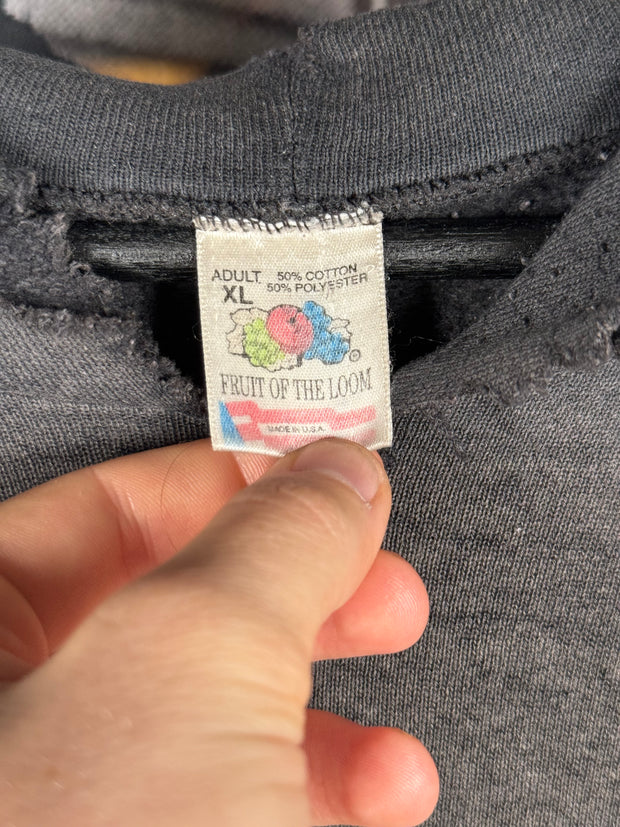 ADULT 50% COTTON
XL 50% POLYESTER
®
FRUIT OF THE LOOM
MADE IN U.S.A.